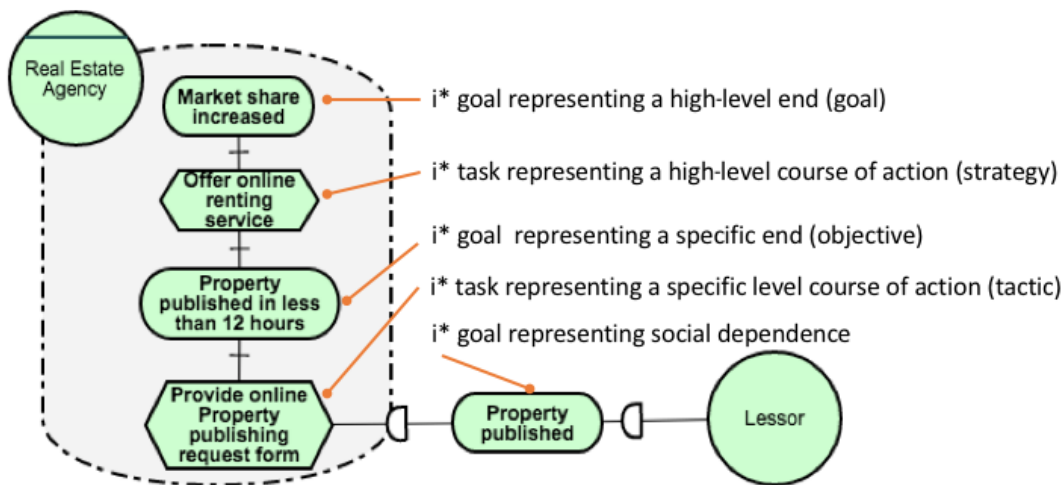 Real Estate
Agency
Market share
increased
i* goal representing a high-level end (goal)
Offer online
renting
service
i* task representing a high-level course of action (strategy)
i* goal  representing a specific end (objective)
Property
published in less
than 12 hours
i* task representing a specific level course of action (tactic)
i* goal representing social dependence
Provide online
Property
publishing
request form
Property
published
Lessor